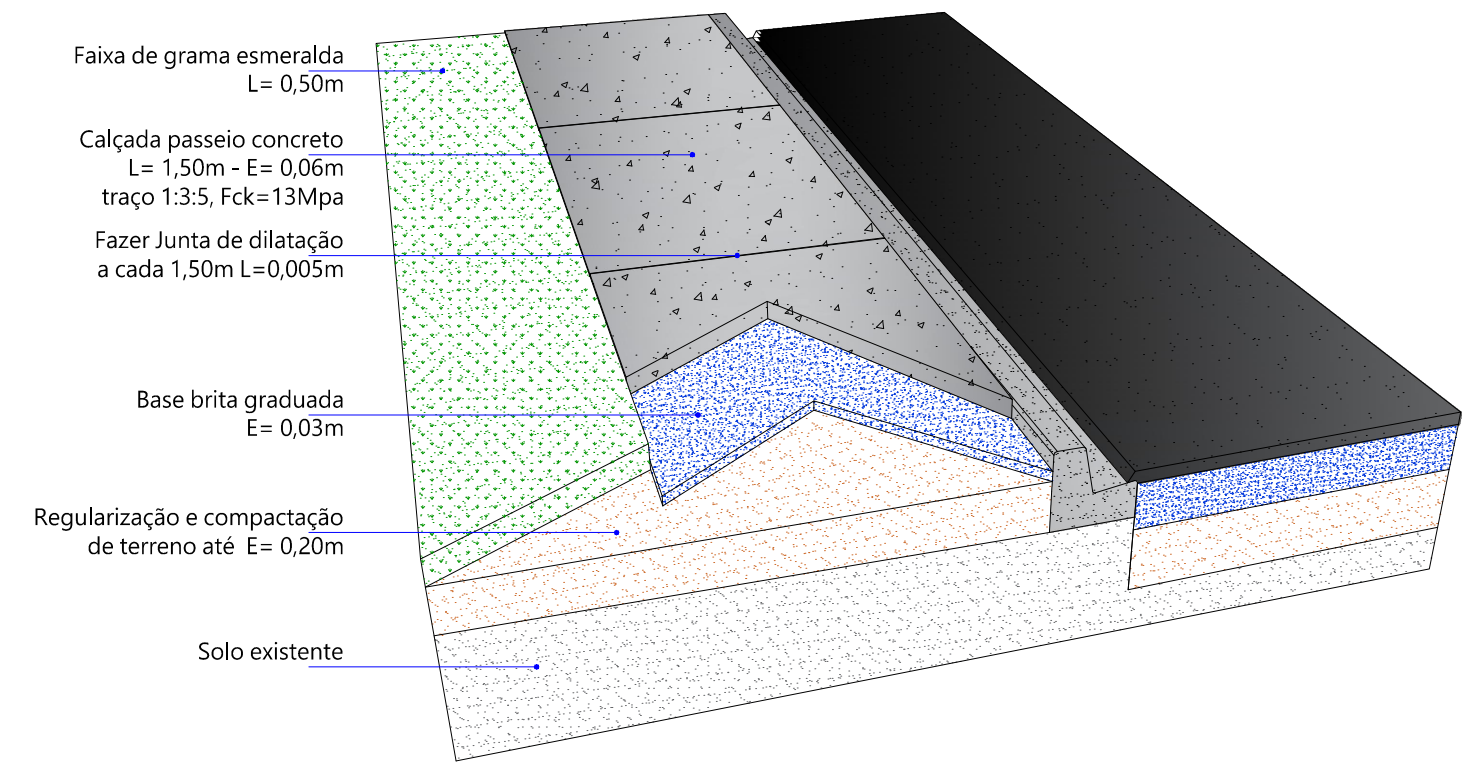 Faixa de grama esmeralda
L= 0,50m
Calçada passeio concreto
L= 1,50m - E= 0,06m
traço 1:3:5, Fck=13Mpa
Fazer Junta de dilatação
a cada 1,50m L=0,005m
Base brita graduada
E= 0,03m
Regularização e compactação
de terreno até  E= 0,20m
Solo existente